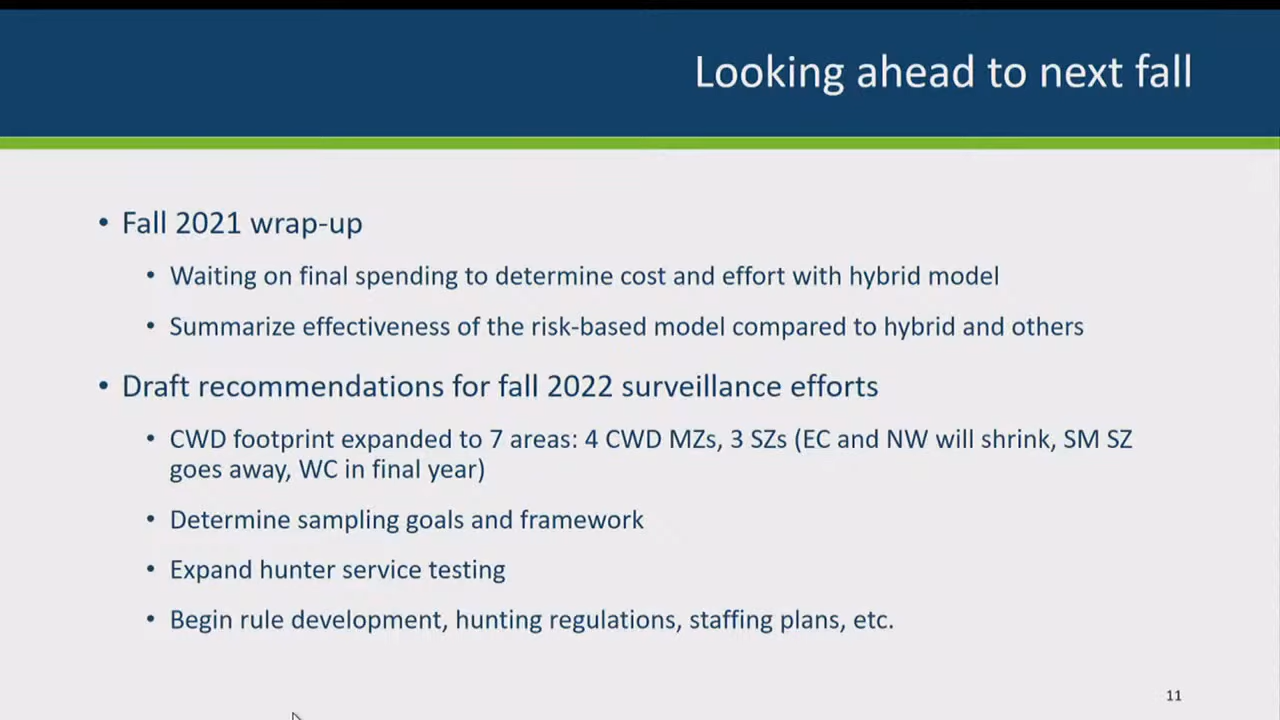 Looking ahead to next fall
• Fall 2021 wrap-up
• Waiting on final spending to determine cost and effort with hybrid model
• Summarize effectiveness of the risk-based model compared to hybrid and others
• Draft recommendations for fall 2022 surveillance efforts
• CWD footprint expanded to 7 areas: 4 CWD MZs, 3 SZs (EC and NW will shrink, SM SZ
goes away, WC in final year)
• Determine sampling goals and framework
• Expand hunter service testing
• Begin rule development, hunting regulations, staffing plans, etc.
11